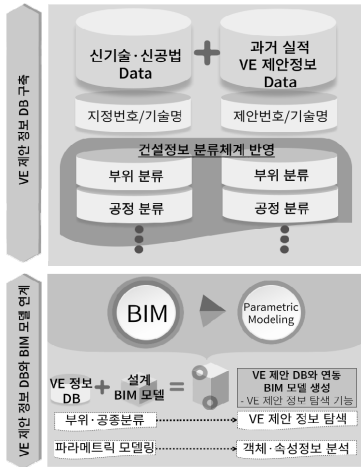 VE 제안 정보 DB 구축
신기술·신공법
Data
과거 실적
VE 제안정보
Data
지정번호/기술명
제안번호/기술명
건설정보 분류체계 반영
부위 분류
부위 분류
공정 분류
공정 분류
VE 제안 정보 DB와 BIM 모델 연계
BIM
Parametric
Modeling
VE 정보
DB
설계
BIM 모델
VE 제안 DB와 연동
BIM 모델 생성
- VE 제안 정보 탐색 기능
부위·공종분류
VE 제안 정보 탐색
파라메트릭 모델링
객체·속성정보 분석